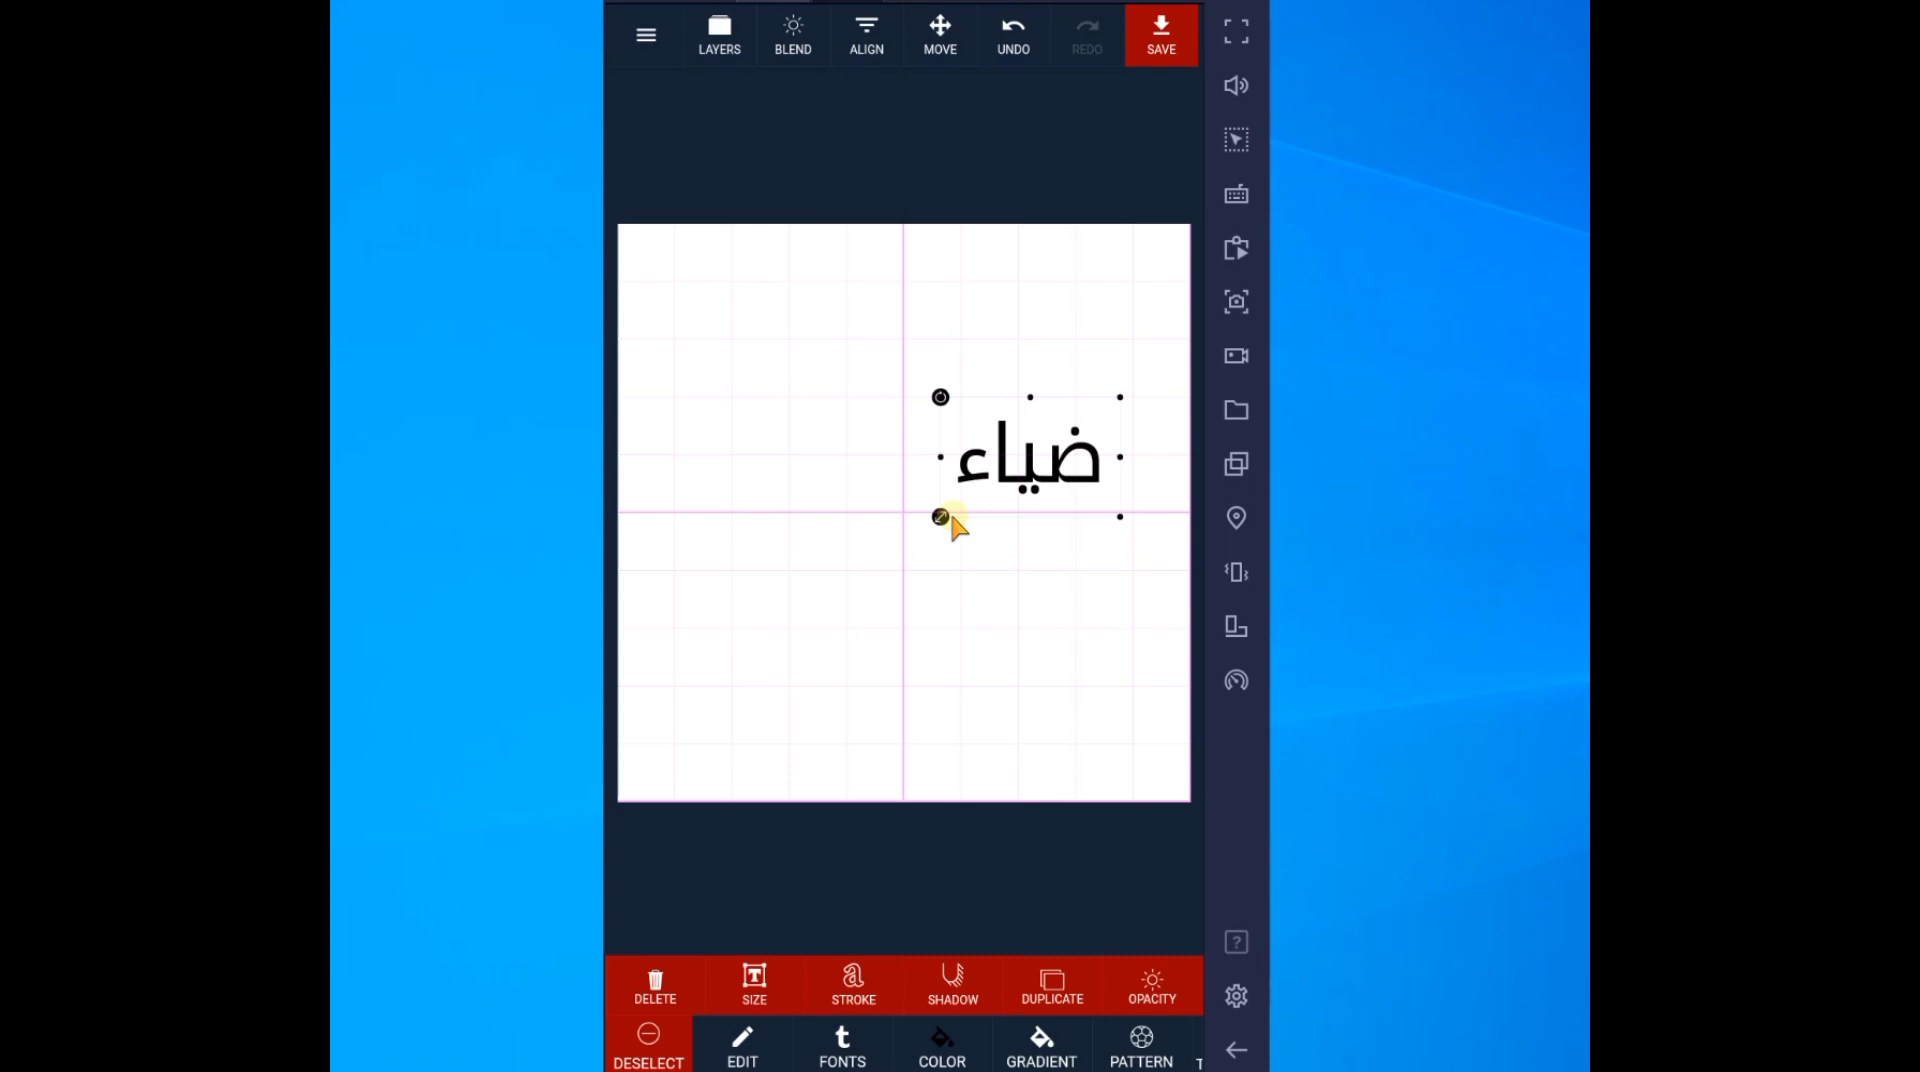 LAYERS BLEND ALIGN MOVE UNDO REDO SAVE
ضياء
DELETE SIZE STROKE SHADOW DUPLICATE OPACITY
DESELECT EDIT FONTS COLOR GRADIENT PATTERN